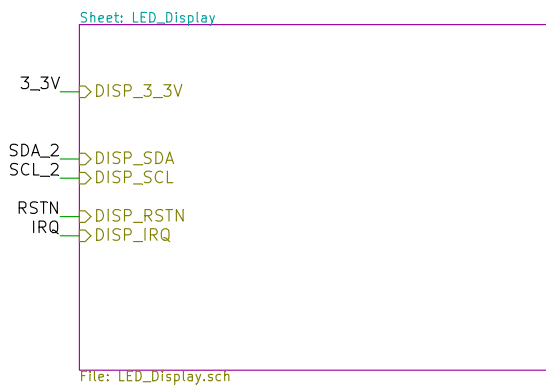 Sheet: LED_Display
3_3V DISP_3_3V
SDA_2 DISP_SDA
SCL_2 DISP_SCL
RSTN DISP_RSTN
IRQ DISP_IRQ
File: LED_Display.sch